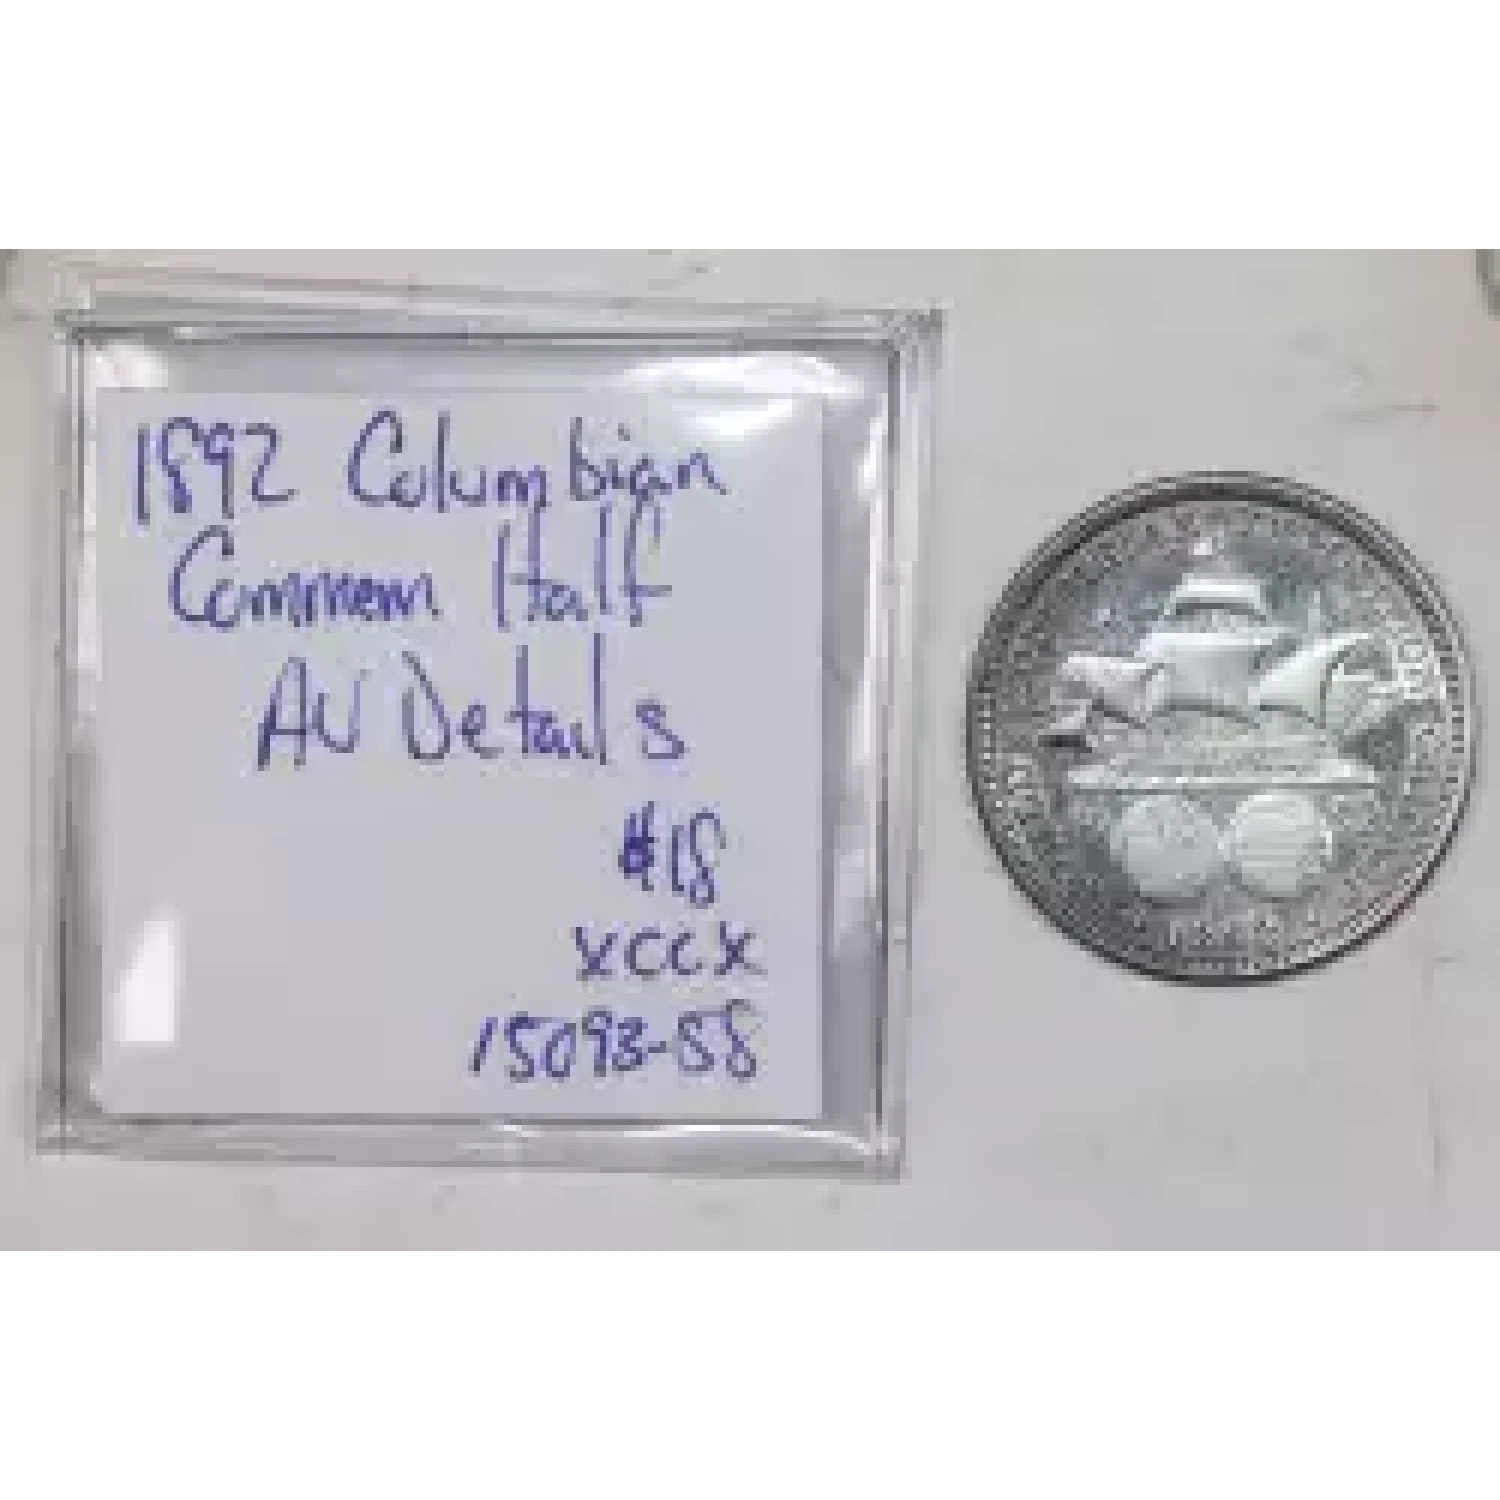 1892 Columbian
Commem Half
AU Details
#18
xccx
15093-58